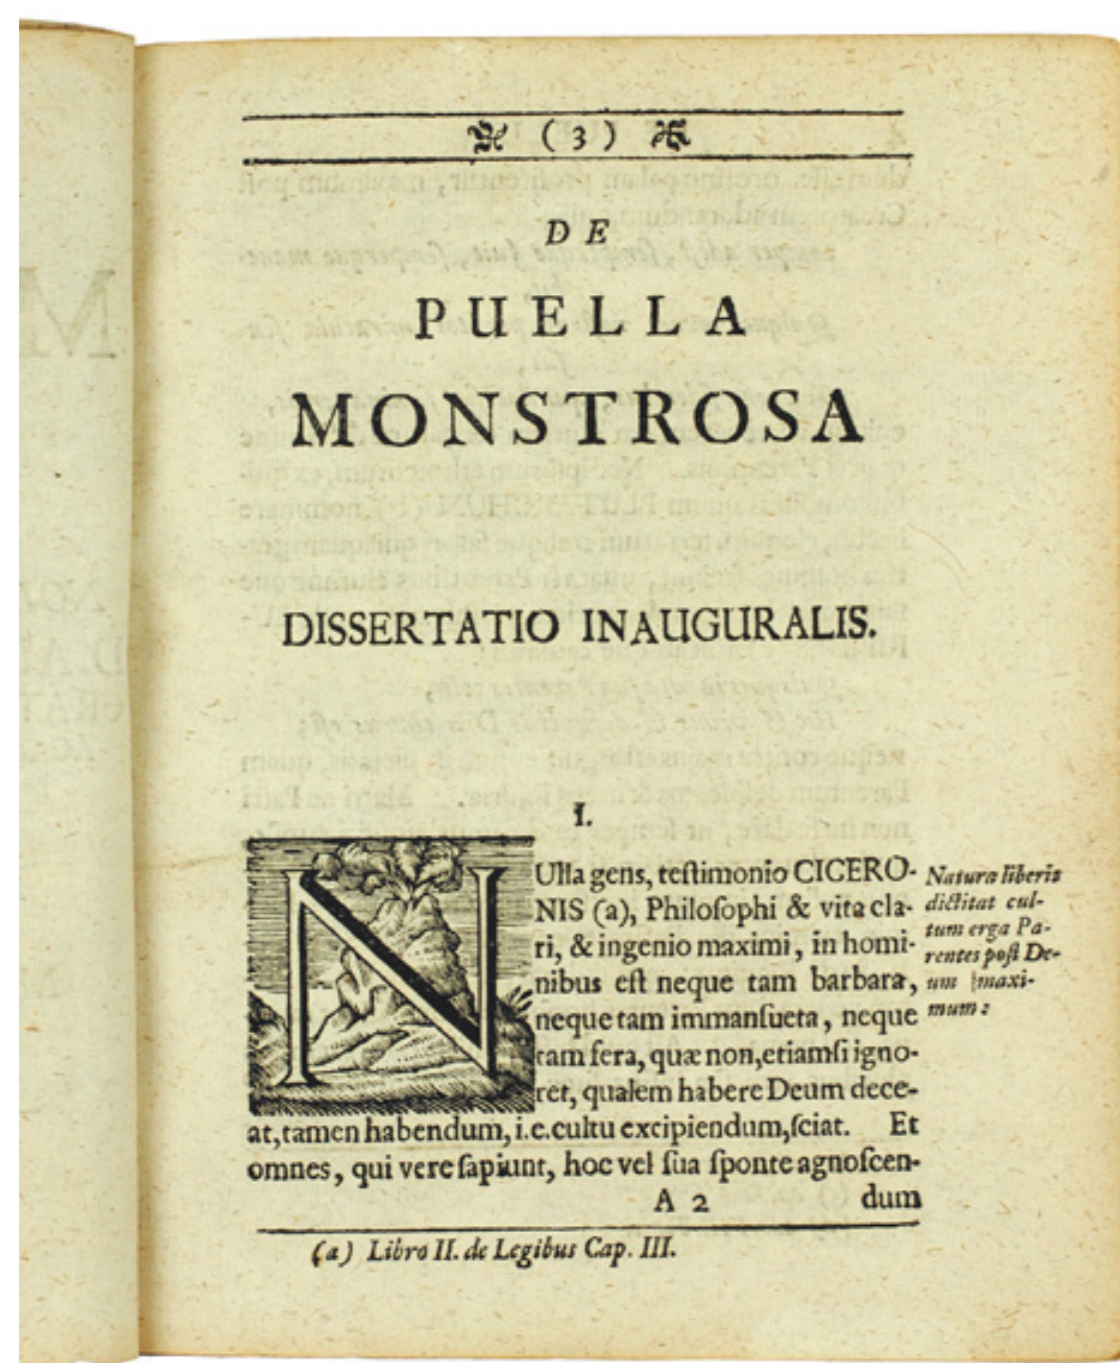 ( 3 )
DE
PUELLA
MONSTROSA
DISSERTATIO INAUGURALIS.
I.
NUlla gens, teſtimonio CICERO-
NIS (a), Philoſophi & vita cla-
ri, & ingenio maximi, in homi-
nibus eſt neque tam barbara,
neque tam immanſueta, neque
tam fera, quæ non, etiamſi igno-
ret, qualem habere Deum dece-
at, tamen habendum, i.e. cultu excipiendum, ſciat. Et
omnes, qui vere ſapiunt, hoc vel ſua ſponte agnoſcen-
A 2 dum
Natura liberis
dictitat cul-
tum erga Pa-
rentes poſt De-
um maxi-
mum:
(a) Libro II. de Legibus Cap. III.